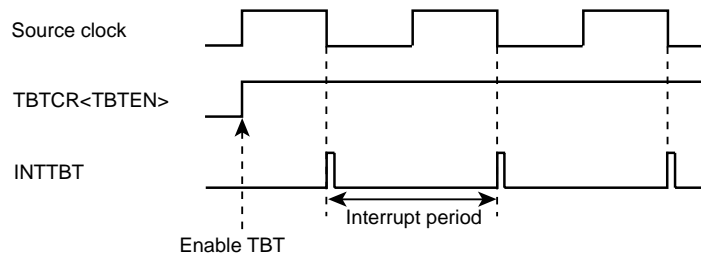 Source clock
TBTCR<TBTEN>
INTTBT
Interrupt period
Enable TBT